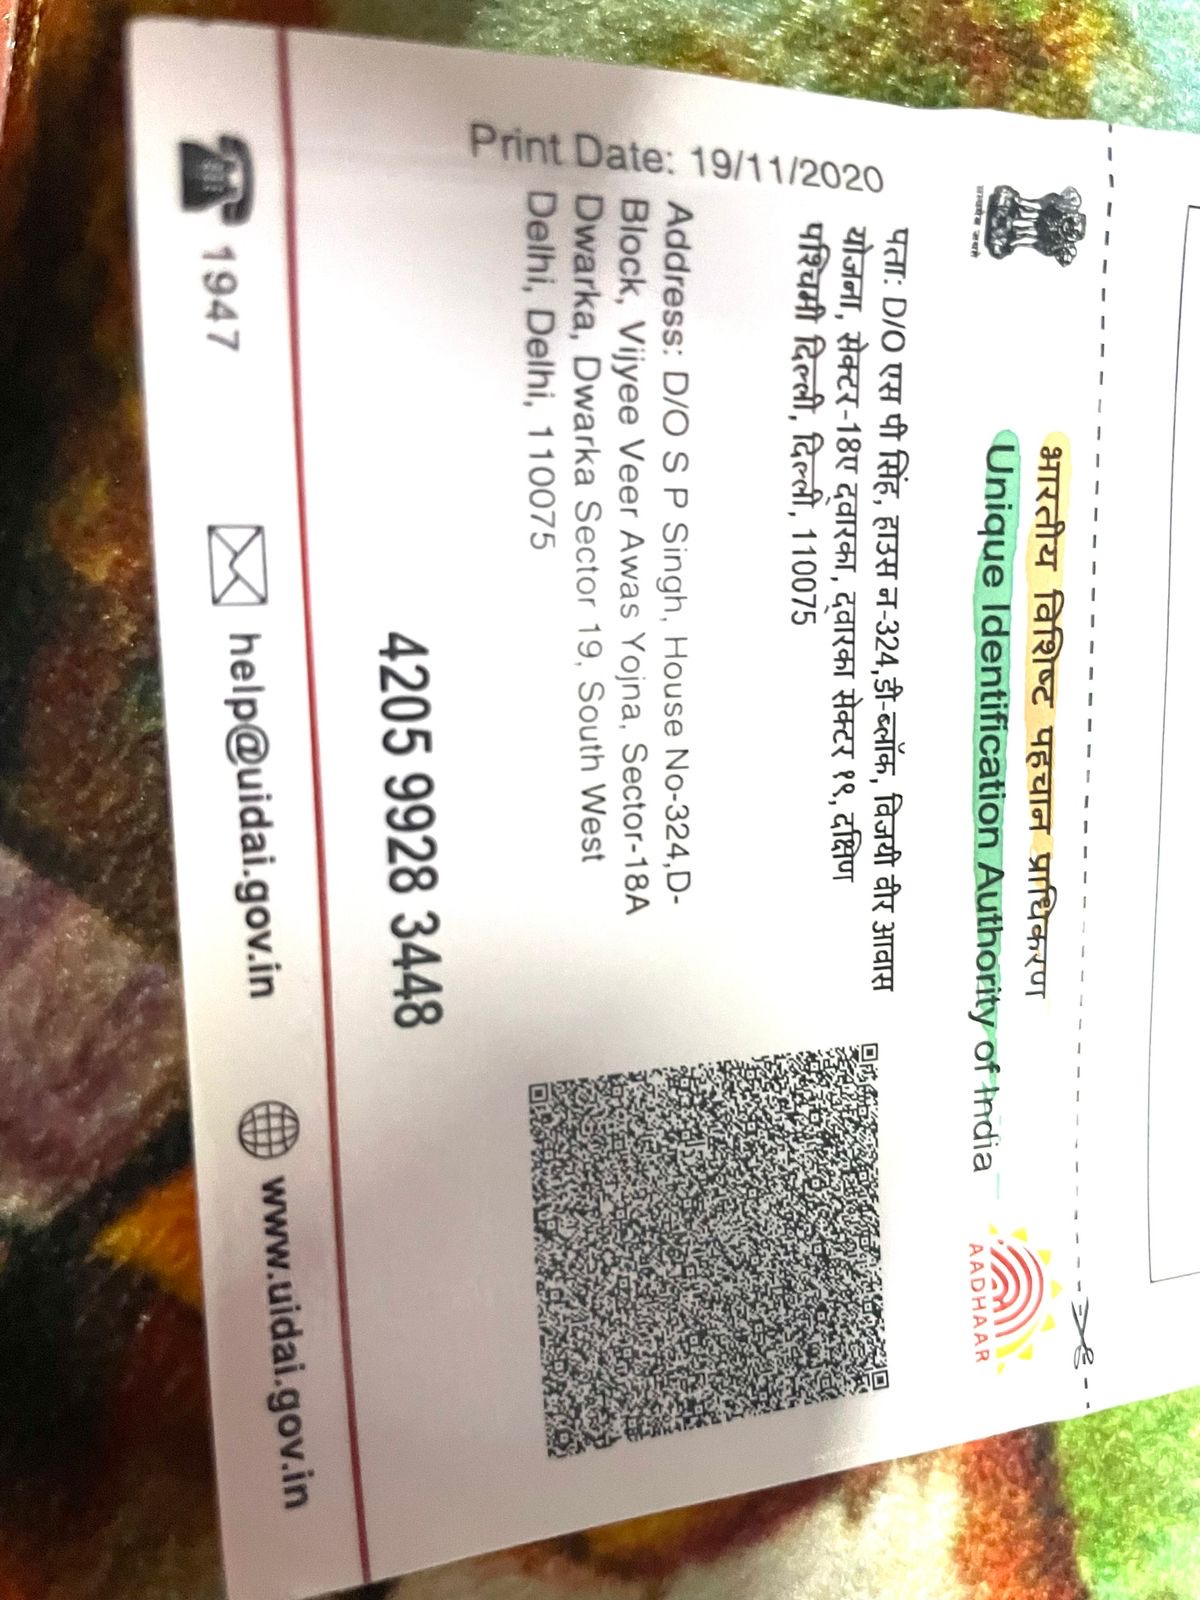 भारतीय विशिष्ट पहचान प्राधिकरण
Unique Identification Authority of India
AADHAAR
पता: D/O एस पी सिंह, हाउस न-324,डी-ब्लॉक, विजयी वीर आवास
योजना, सेक्टर-18ए द्वारका, द्वारका सेक्टर १९, दक्षिण
पश्चिमी दिल्ली, दिल्ली, 110075
Address: D/O S P Singh, House No-324,D-
Block, Vijyee Veer Awas Yojna, Sector-18A
Dwarka, Dwarka Sector 19, South West
Delhi, Delhi, 110075
Print Date: 19/11/2020
4205 9928 3448
1947
help@uidai.gov.in
www.uidai.gov.in